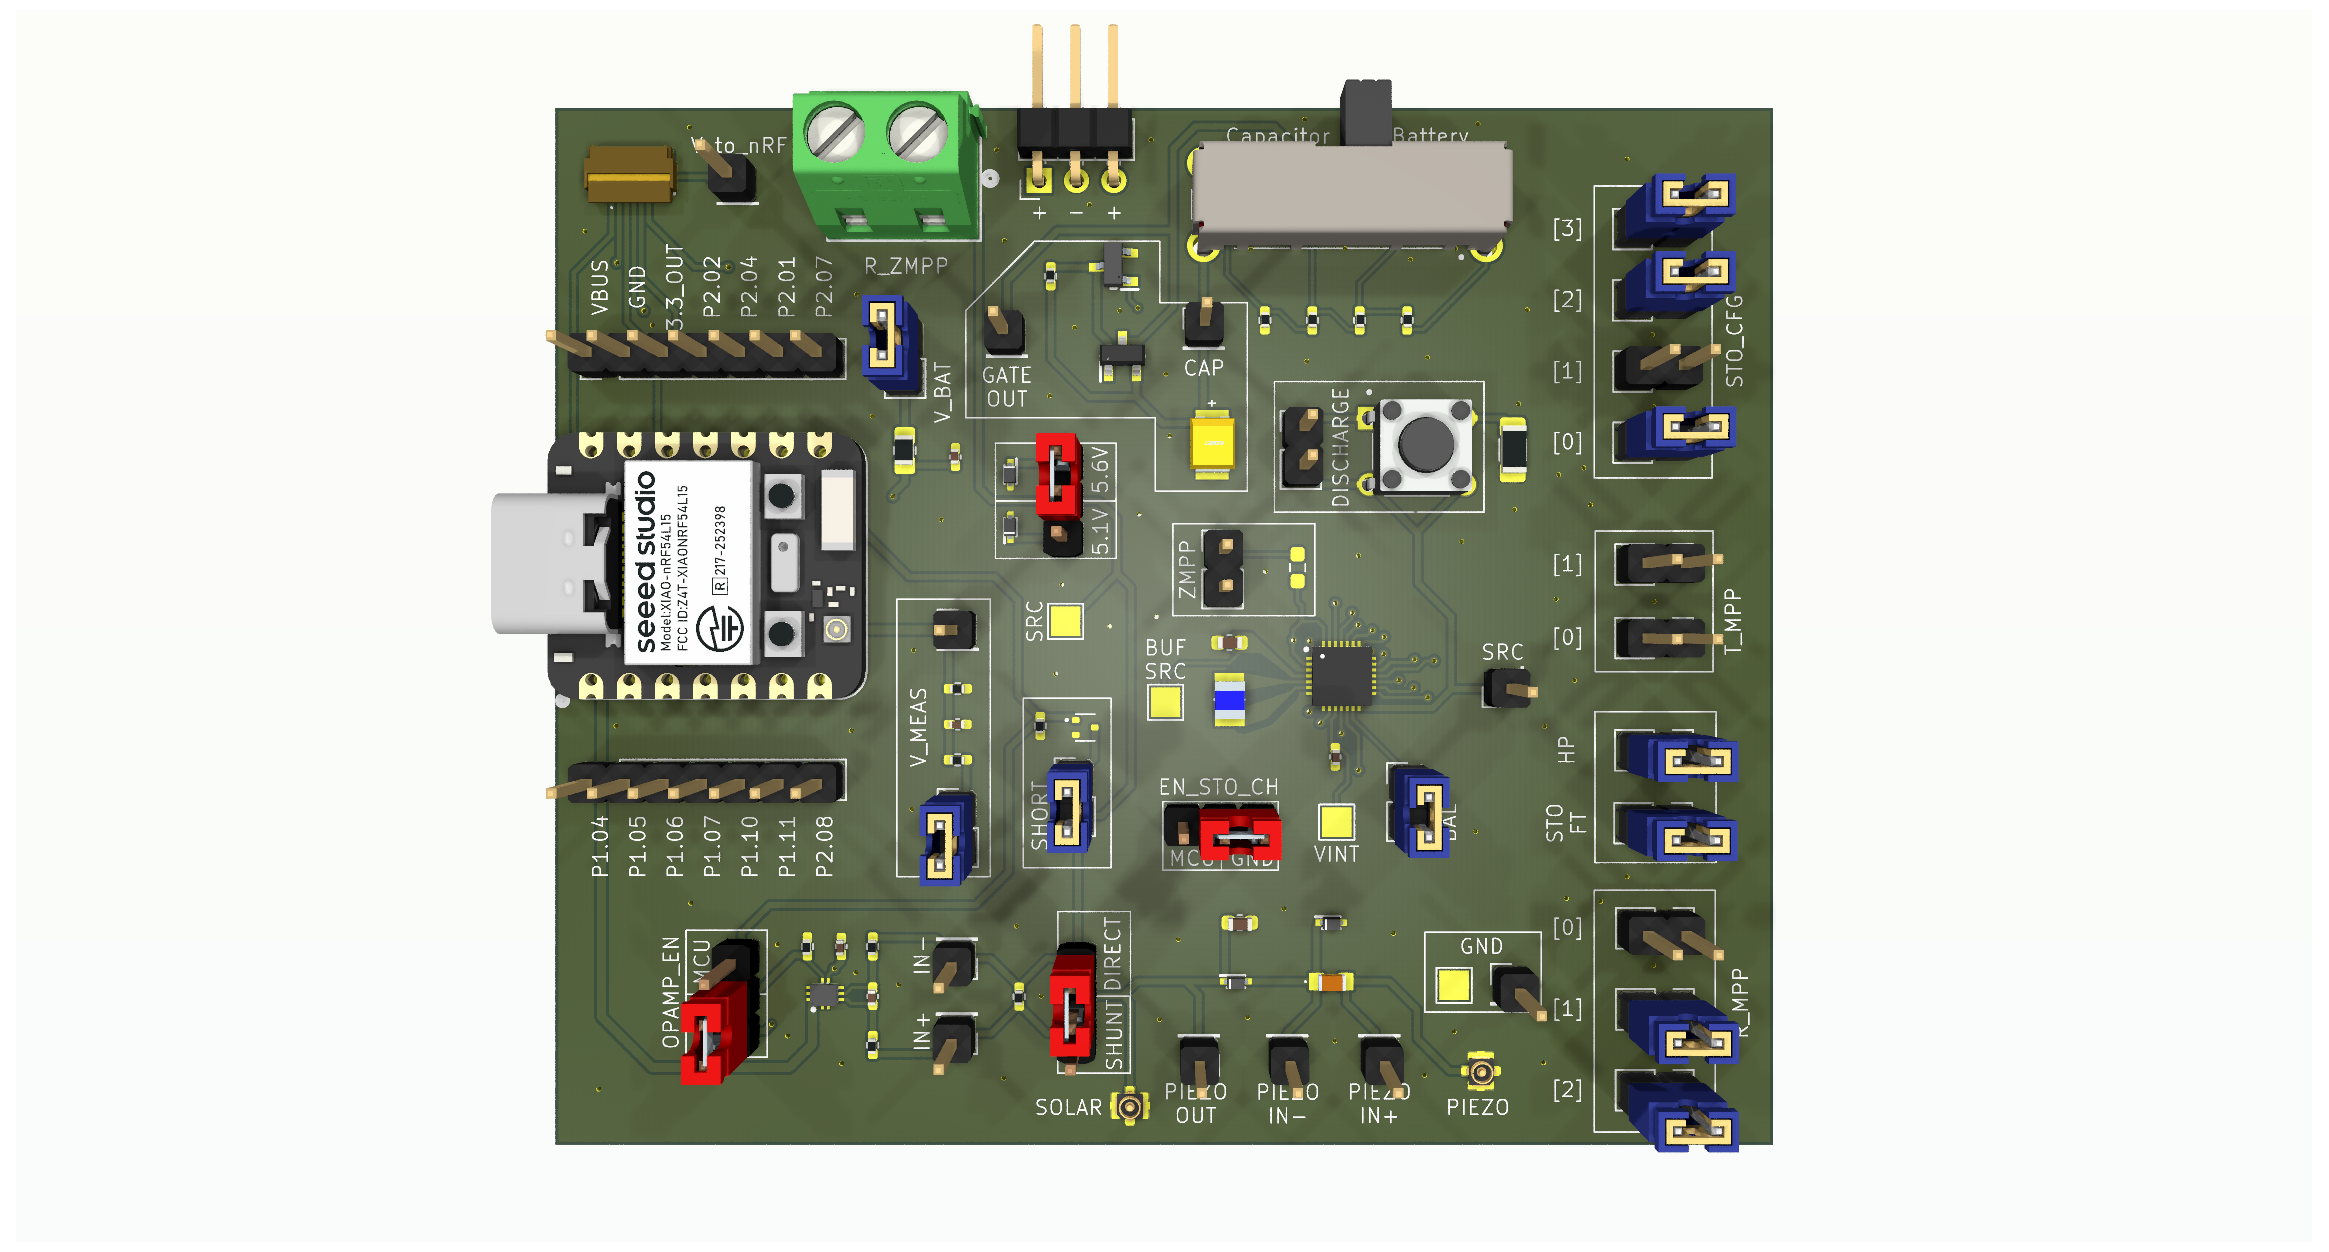 V_to_nRF
Capacitor
Battery
+ − +
R_ZMPP
VBUS
GND
3.3_OUT
P2.02
P2.04
P2.01
P2.07
V_BAT
GATE
OUT
CAP
+
DISCHARGE
[3]
[2]
[1]
[0]
STO_CFG
5.6V
5.1V
seeed studio
Model:XIAO-nRF54L15
FCC ID:Z4T-XIAONRF54L15
R 217-252398
ZMPP
SRC
BUF
SRC
SRC
[1]
[0]
T_MPP
V_MEAS
SHORT
EN_STO_CH
MCU
GND
VINT
BAL
HP
STO
FT
P1.04
P1.05
P1.06
P1.07
P1.10
P1.11
P2.08
OPAMP_EN
MCU
IN−
IN+
DIRECT
SHUNT
GND
[0]
[1]
[2]
R_MPP
SOLAR
PIEZO
OUT
PIEZO
IN−
PIEZO
IN+
PIEZO